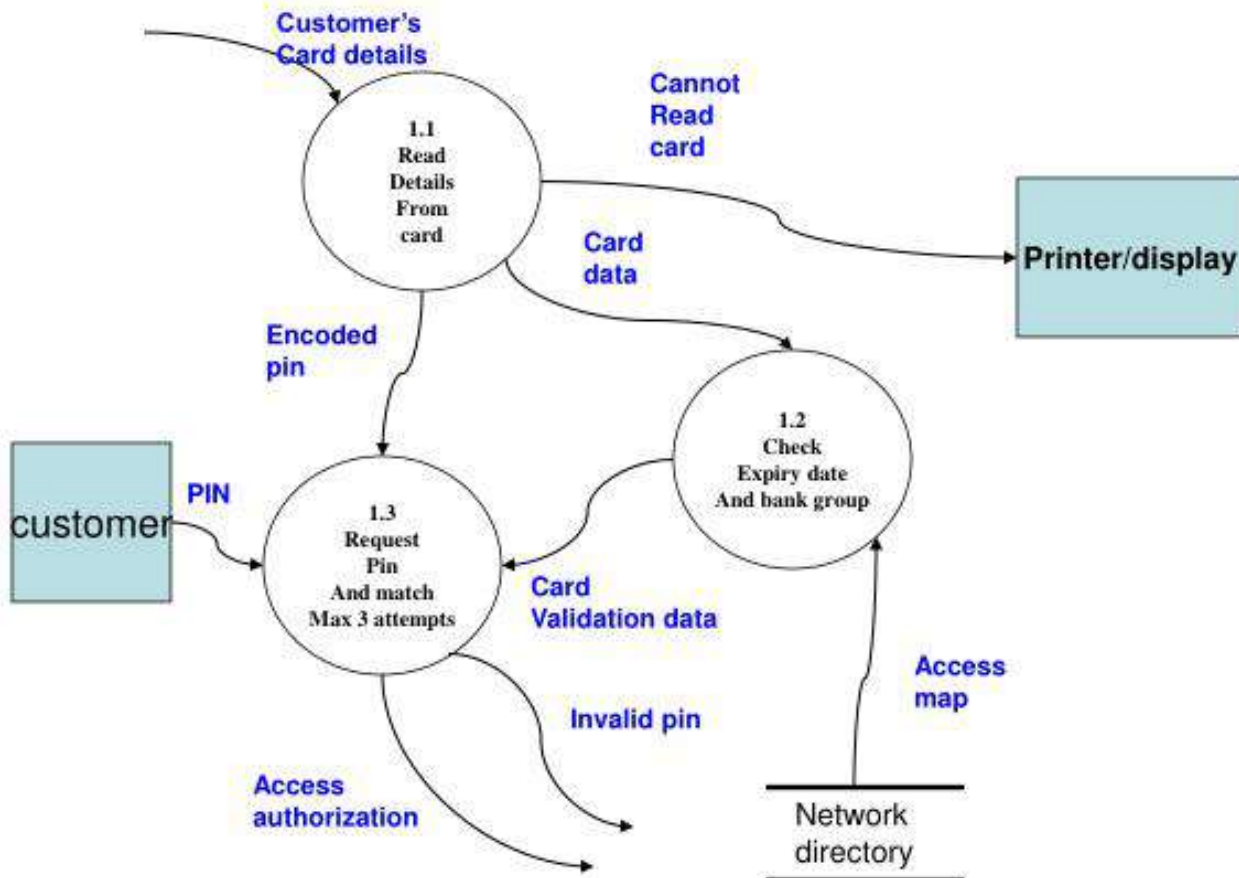 Customer's
Card details
Cannot
Read
card
1.1
Read
Details
From
card
Printer/display
Card
data
Encoded
pin
1.2
Check
Expiry date
And bank group
customer
PIN
1.3
Request
Pin
And match
Max 3 attempts
Card
Validation data
Access
map
Invalid pin
Access
authorization
Network
directory